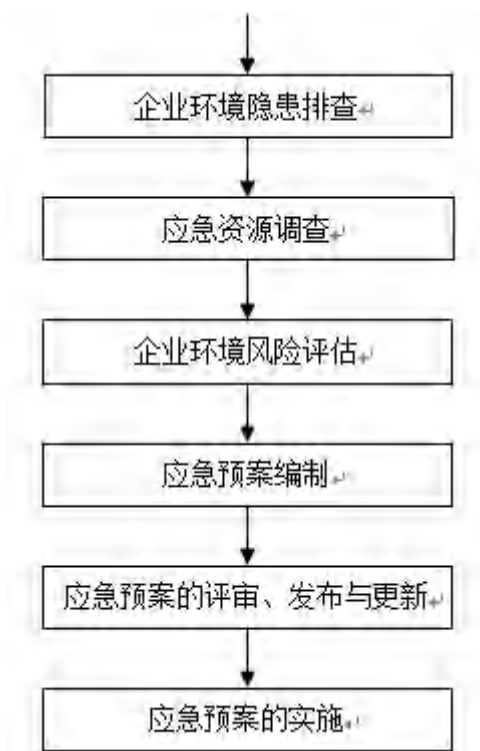 企业环境隐患排查
应急资源调查
企业环境风险评估
应急预案编制
应急预案的评审、发布与更新
应急预案的实施